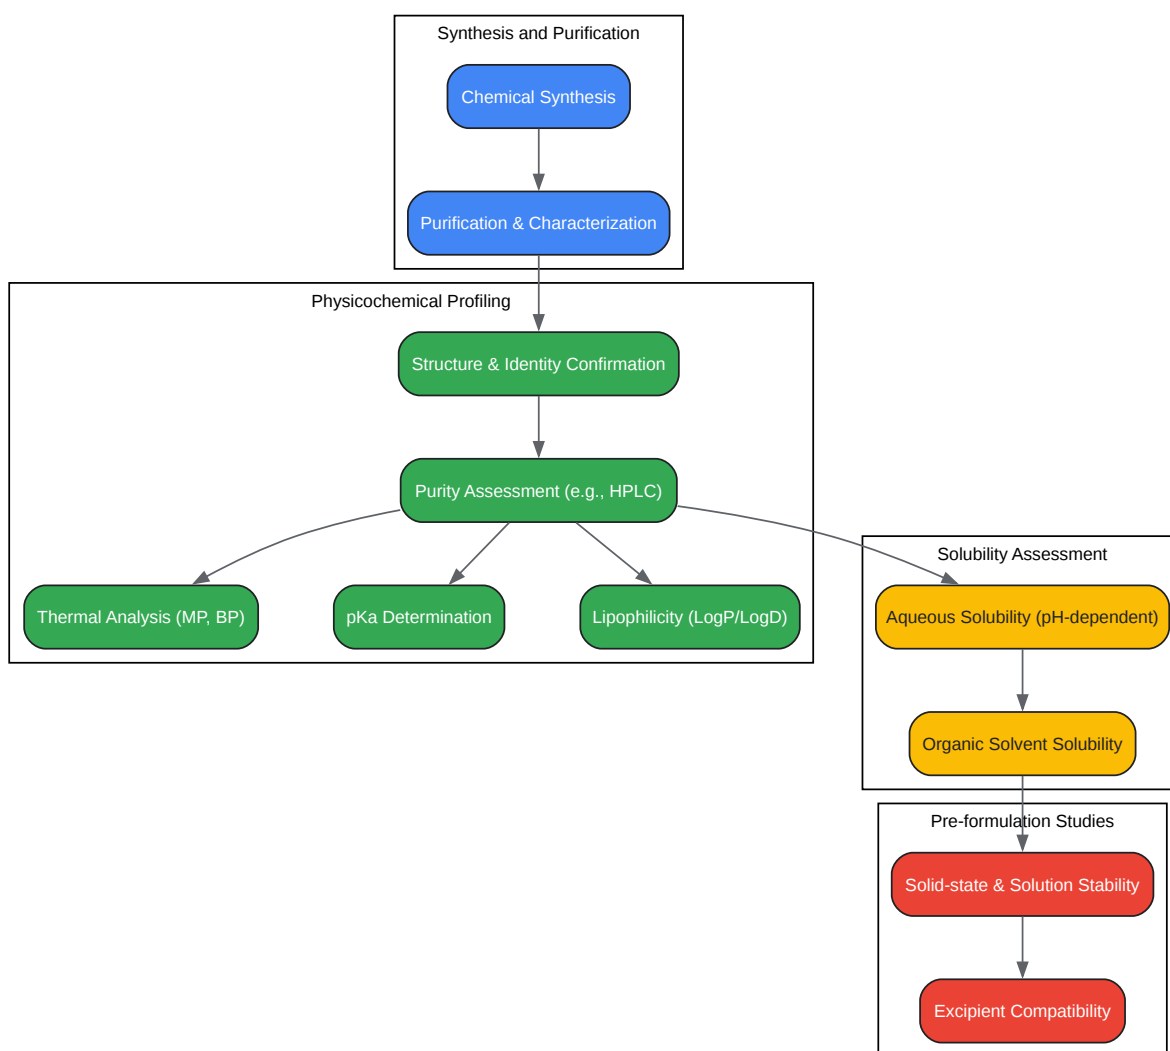 Synthesis and Purification
Chemical Synthesis
Purification & Characterization
Physicochemical Profiling
Structure & Identity Confirmation
Purity Assessment (e.g., HPLC)
Thermal Analysis (MP, BP)
pKa Determination
Lipophilicity (LogP/LogD)
Solubility Assessment
Aqueous Solubility (pH-dependent)
Organic Solvent Solubility
Pre-formulation Studies
Solid-state & Solution Stability
Excipient Compatibility